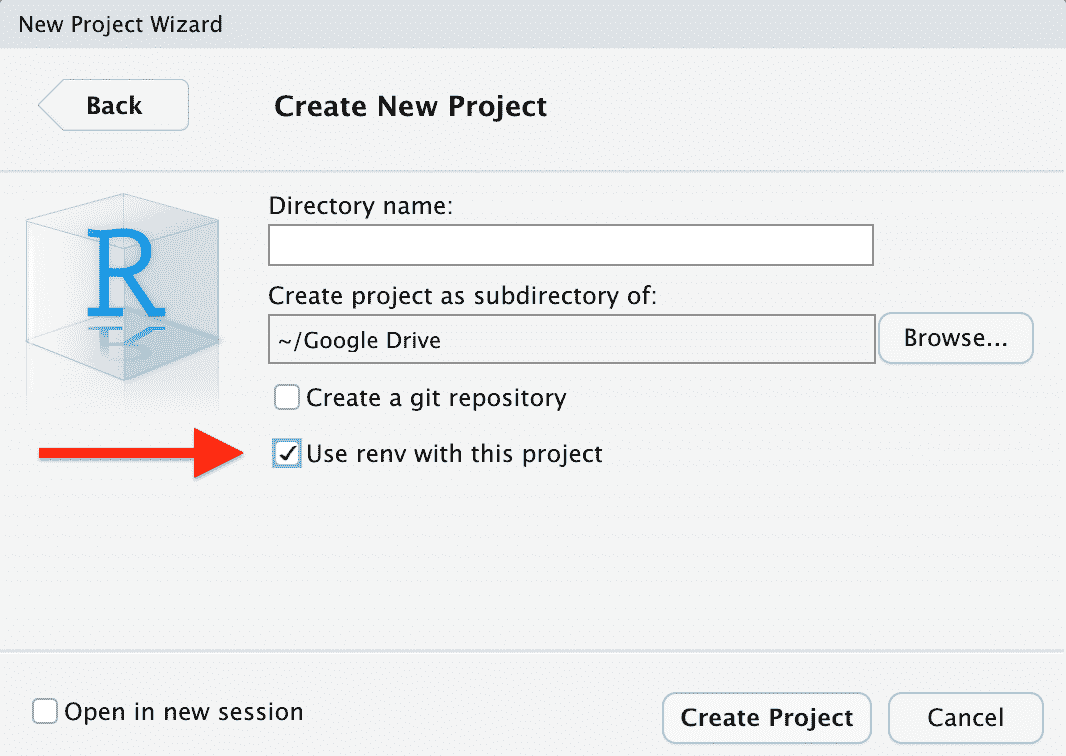 New Project Wizard
Back
Create New Project
R
Directory name:
Create project as subdirectory of:
~/Google Drive
Browse...
Create a git repository
Use renv with this project
Open in new session
Create Project
Cancel